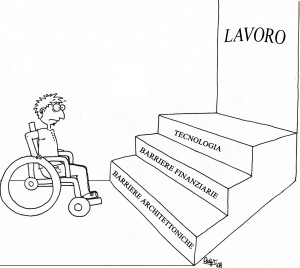 LAVORO
TECNOLOGIA
BARRIERE FINANZIARIE
BARRIERE ARCHITETTONICHE